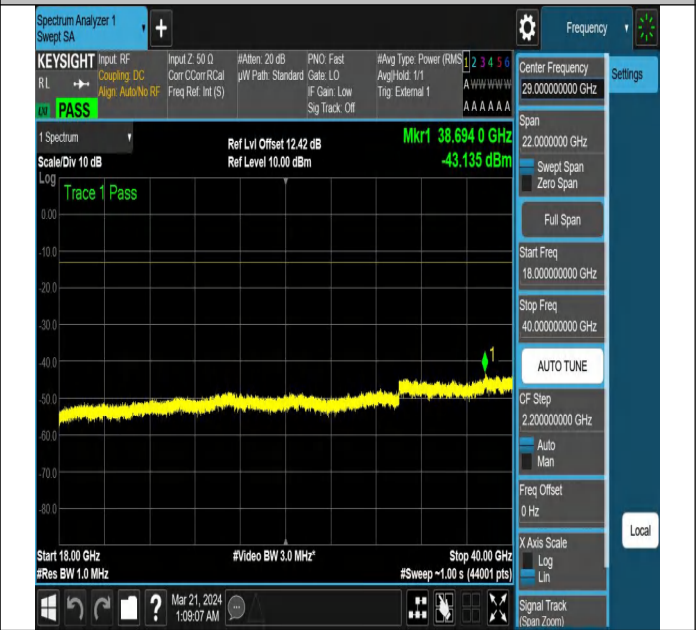 Spectrum Analyzer 1
Swept SA
+
Frequency
KEYSIGHT
RL
PASS
Input: RF
Coupling: DC
Align: Auto/No RF
Input Z: 50 Ω
Corr CCorr RCal
Freq Ref: Int (S)
#Atten: 20 dB
µW Path: Standard
PNO: Fast
Gate: LO
IF Gain: Low
Sig Track: Off
#Avg Type: Power (RMS
Avg|Hold: 1/1
Trig: External 1
1 2 3 4 5 6
A W W W W W
A A A A A A
1 Spectrum
Scale/Div 10 dB
Ref Lvl Offset 12.42 dB
Ref Level 10.00 dBm
Mkr1 38.694 0 GHz
-43.135 dBm
Log
Trace 1 Pass
0.00
-10.0
-20.0
-30.0
-40.0
-50.0
-60.0
-70.0
-80.0
1
Start 18.00 GHz
#Res BW 1.0 MHz
#Video BW 3.0 MHz*
Stop 40.00 GHz
#Sweep ~1.00 s (44001 pts)
Center Frequency
29.000000000 GHz
Settings
Span
22.0000000 GHz
Swept Span
Zero Span
Full Span
Start Freq
18.000000000 GHz
Stop Freq
40.000000000 GHz
AUTO TUNE
CF Step
2.200000000 GHz
Auto
Man
Freq Offset
0 Hz
X Axis Scale
Log
Lin
Signal Track
(Span Zoom)
Local
?
Mar 21, 2024
1:09:07 AM